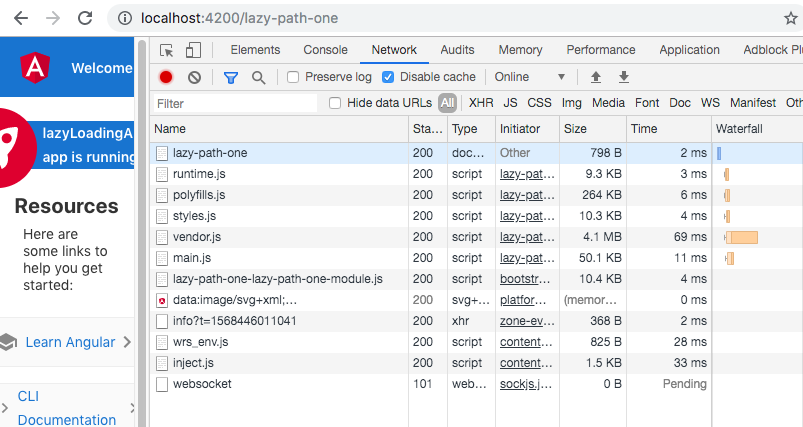 localhost:4200/lazy-path-one
Elements Console Network Audits Memory Performance Application Adblock Plu
Preserve log Disable cache Online
Filter Hide data URLs All XHR JS CSS Img Media Font Doc WS Manifest Oth
Name Sta… Type Initiator Size Time Waterfall
lazy-path-one 200 doc… Other 798 B 2 ms
runtime.js 200 script lazy-pat… 9.3 KB 3 ms
polyfills.js 200 script lazy-pat… 264 KB 6 ms
styles.js 200 script lazy-pat… 10.3 KB 4 ms
vendor.js 200 script lazy-pat… 4.1 MB 69 ms
main.js 200 script lazy-pat… 50.1 KB 11 ms
lazy-path-one-lazy-path-one-module.js 200 script bootstr… 10.4 KB 4 ms
data:image/svg+xml;… 200 svg+… platfor… (memor… 0 ms
info?t=1568446011041 200 xhr zone-ev… 368 B 2 ms
wrs_env.js 200 script content… 825 B 28 ms
inject.js 200 script content… 1.5 KB 33 ms
websocket 101 web… sockjs.j… 0 B Pending
A
Welcome
lazyLoadingA
app is running
Resources
Here are
some links to
help you get
started:
Learn Angular
CLI
Documentation